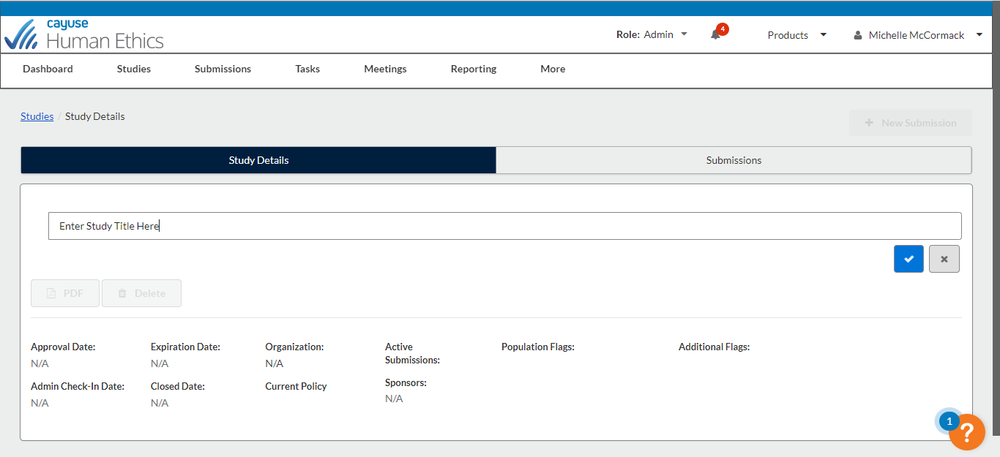 cayuse
Human Ethics
Role: Admin
4
Products
Michelle McCormack
Dashboard Studies Submissions Tasks Meetings Reporting More
Studies / Study Details
New Submission
Study Details Submissions
Enter Study Title Here
PDF Delete
Approval Date: Expiration Date: Organization: Active Submissions: Population Flags: Additional Flags:
N/A N/A N/A
Admin Check-In Date: Closed Date: Current Policy Sponsors:
N/A N/A N/A
1
?